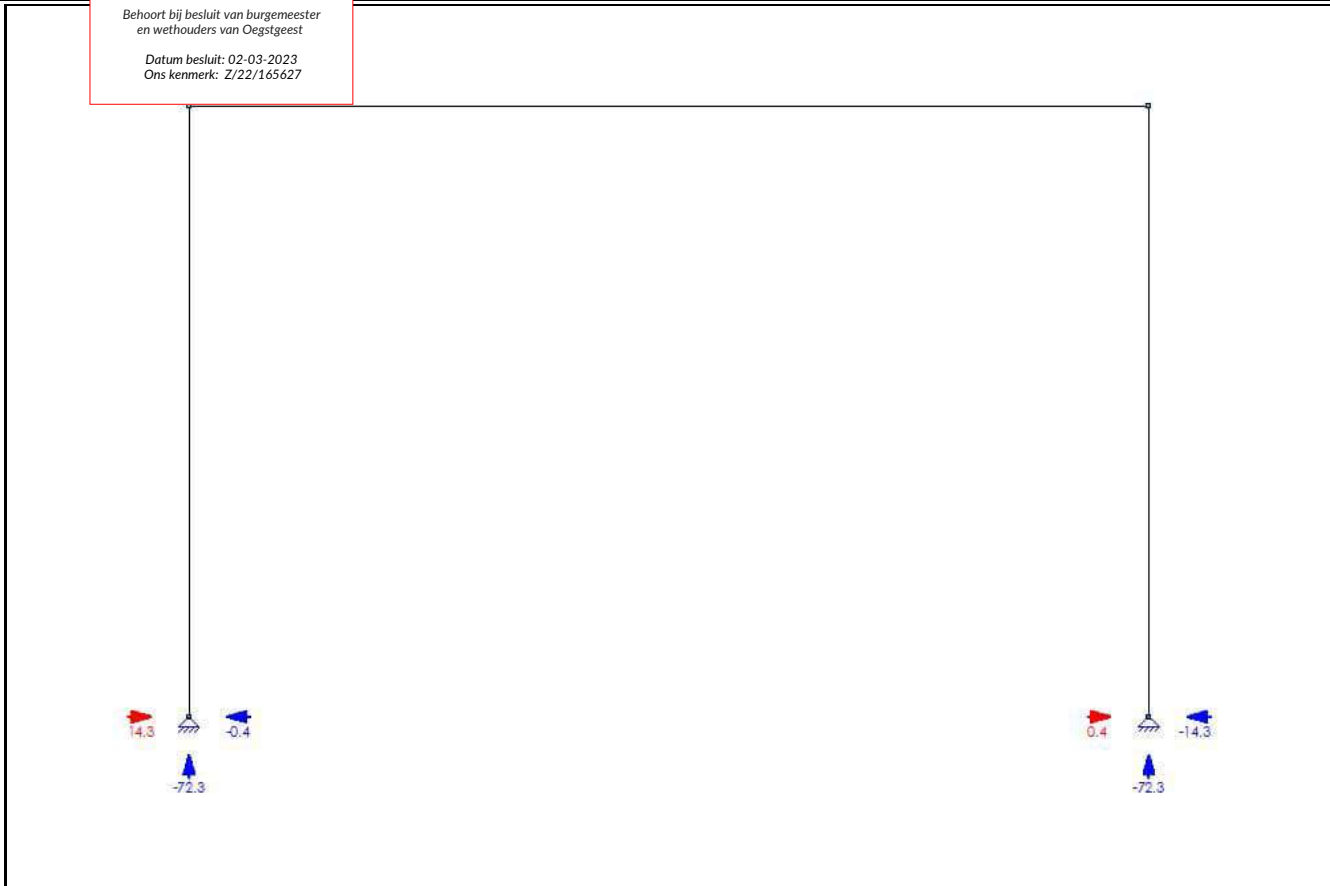 Behoort bij besluit van burgemeester
en wethouders van Oegstgeest
Datum besluit: 02-03-2023
Ons kenmerk: Z/22/165627
14.3
-0.4
0.4
-14.3
-72.3
-72.3